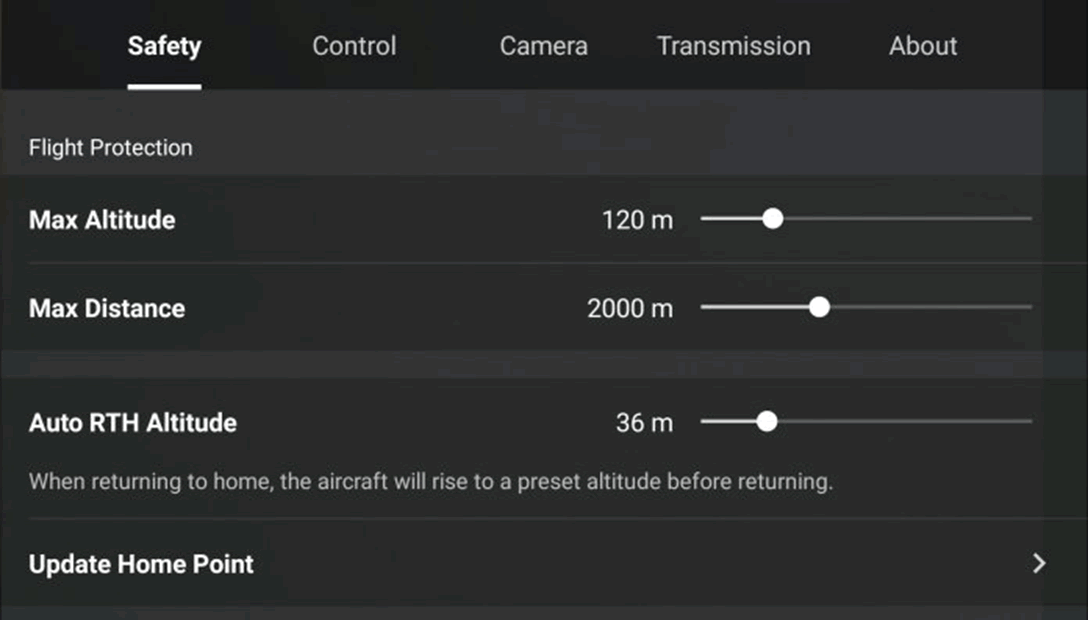 Safety Control Camera Transmission About
Flight Protection
Max Altitude 120 m
Max Distance 2000 m
Auto RTH Altitude 36 m
When returning to home, the aircraft will rise to a preset altitude before returning.
Update Home Point